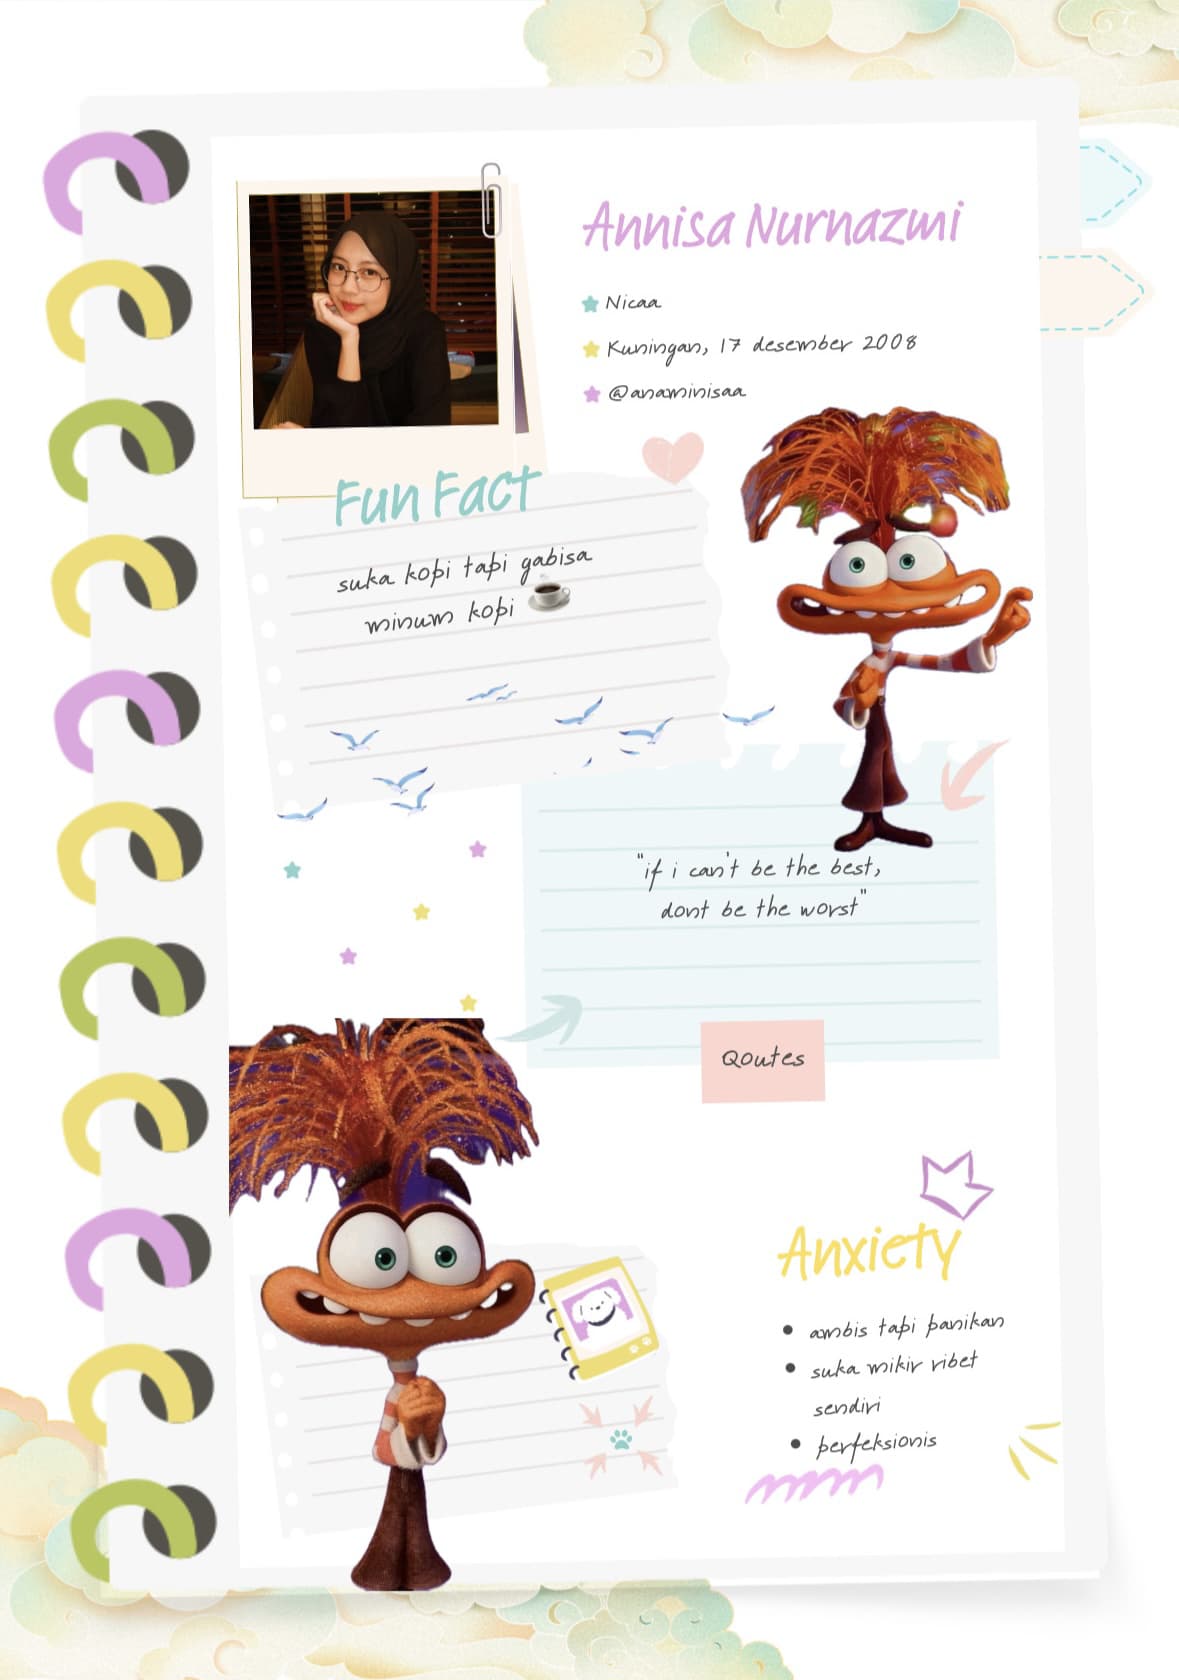 Annisa Nurnazmi
Nicaa
Kuningan, 17 desember 2008
@anaminisaa
Fun Fact
suka kopi tapi gabisa
minum kopi
"if i can't be the best,
dont be the worst"
Qoutes
Anxiety
ambis tapi panikan
suka mikir ribet
sendiri
perfeksionis